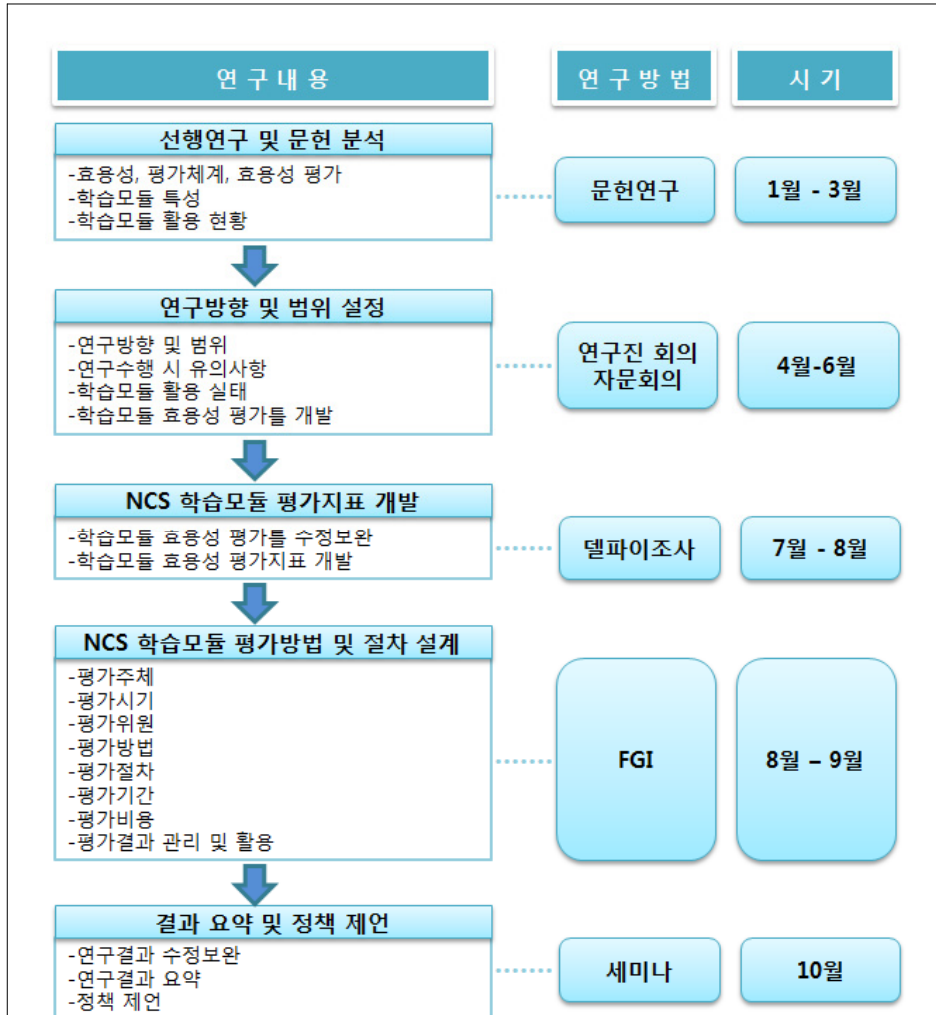 연 구 내 용
연 구 방 법
시 기
선행연구 및 문헌 분석
-효용성, 평가체계, 효용성 평가
-학습모듈 특성
-학습모듈 활용 현황
문헌연구
1월 - 3월
연구방향 및 범위 설정
-연구방향 및 범위
-연구수행 시 유의사항
-학습모듈 활용 실태
-학습모듈 효용성 평가틀 개발
연구진 회의
자문회의
4월-6월
NCS 학습모듈 평가지표 개발
-학습모듈 효용성 평가틀 수정보완
-학습모듈 효용성 평가지표 개발
델파이조사
7월 - 8월
NCS 학습모듈 평가방법 및 절차 설계
-평가주체
-평가시기
-평가위원
-평가방법
-평가절차
-평가기간
-평가비용
-평가결과 관리 및 활용
FGI
8월 – 9월
결과 요약 및 정책 제언
-연구결과 수정보완
-연구결과 요약
-정책 제언
세미나
10월